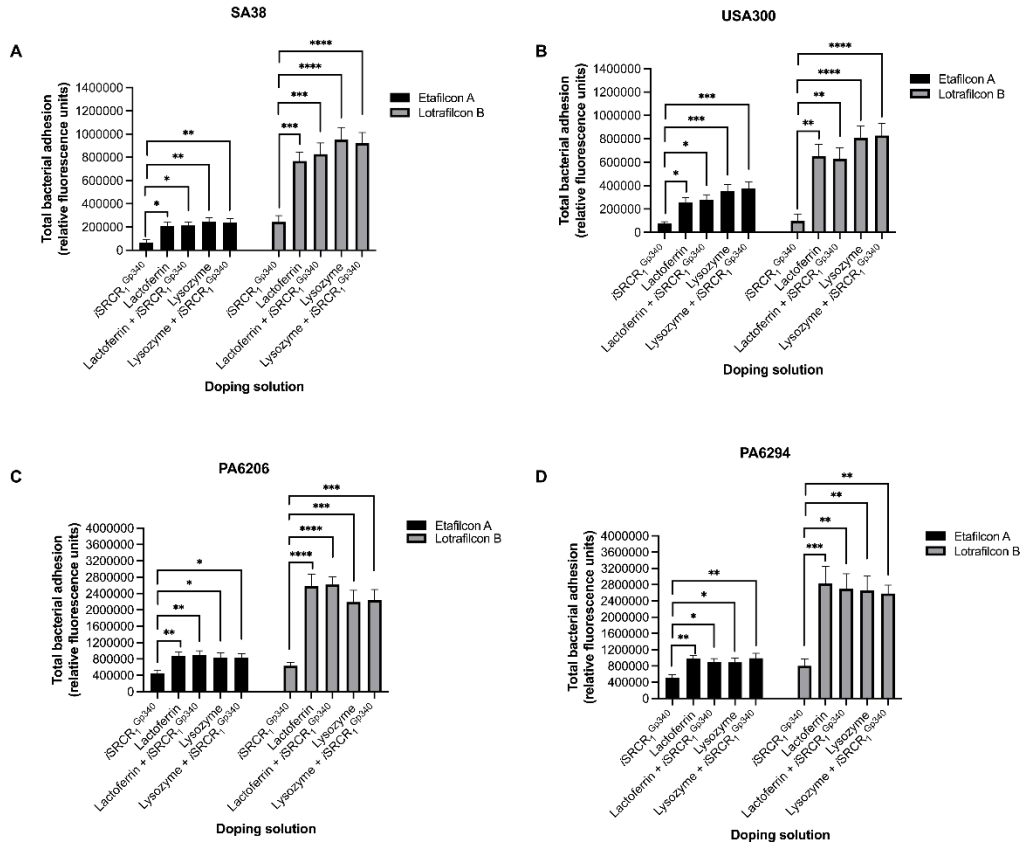 SA38
A
Total bacterial adhesion
(relative fluorescence units)
1400000
1200000
1000000
800000
600000
400000
200000
0
*
*
**
**
***
***
****
****
Etafilcon A
Lotrafilcon B
iSRCR₁ Gp340
Lactoferrin
Lactoferrin + iSRCR₁ Gp340
Lysozyme
Lysozyme + iSRCR₁ Gp340
iSRCR₁ Gp340
Lactoferrin
Lactoferrin + iSRCR₁ Gp340
Lysozyme
Lysozyme + iSRCR₁ Gp340
Doping solution
USA300
B
Total bacterial adhesion
(relative fluorescence units)
1400000
1200000
1000000
800000
600000
400000
200000
0
*
*
***
***
**
**
****
****
Etafilcon A
Lotrafilcon B
iSRCR₁ Gp340
Lactoferrin
Lactoferrin + iSRCR₁ Gp340
Lysozyme
Lysozyme + iSRCR₁ Gp340
iSRCR₁ Gp340
Lactoferrin
Lactoferrin + iSRCR₁ Gp340
Lysozyme
Lysozyme + iSRCR₁ Gp340
Doping solution
PA6206
C
Total bacterial adhesion
(relative fluorescence units)
4000000
3600000
3200000
2800000
2400000
2000000
1600000
1200000
800000
400000
0
**
**
*
*
****
****
***
***
Etafilcon A
Lotrafilcon B
iSRCR₁ Gp340
Lactoferrin
Lactoferrin + iSRCR₁ Gp340
Lysozyme
Lysozyme + iSRCR₁ Gp340
iSRCR₁ Gp340
Lactoferrin
Lactoferrin + iSRCR₁ Gp340
Lysozyme
Lysozyme + iSRCR₁ Gp340
Doping solution
PA6294
D
Total bacterial adhesion
(relative fluorescence units)
4000000
3600000
3200000
2800000
2400000
2000000
1600000
1200000
800000
400000
0
**
*
*
**
***
**
**
**
Etafilcon A
Lotrafilcon B
iSRCR₁ Gp340
Lactoferrin
Lactoferrin + iSRCR₁ Gp340
Lysozyme
Lysozyme + iSRCR₁ Gp340
iSRCR₁ Gp340
Lactoferrin
Lactoferrin + iSRCR₁ Gp340
Lysozyme
Lysozyme + iSRCR₁ Gp340
Doping solution